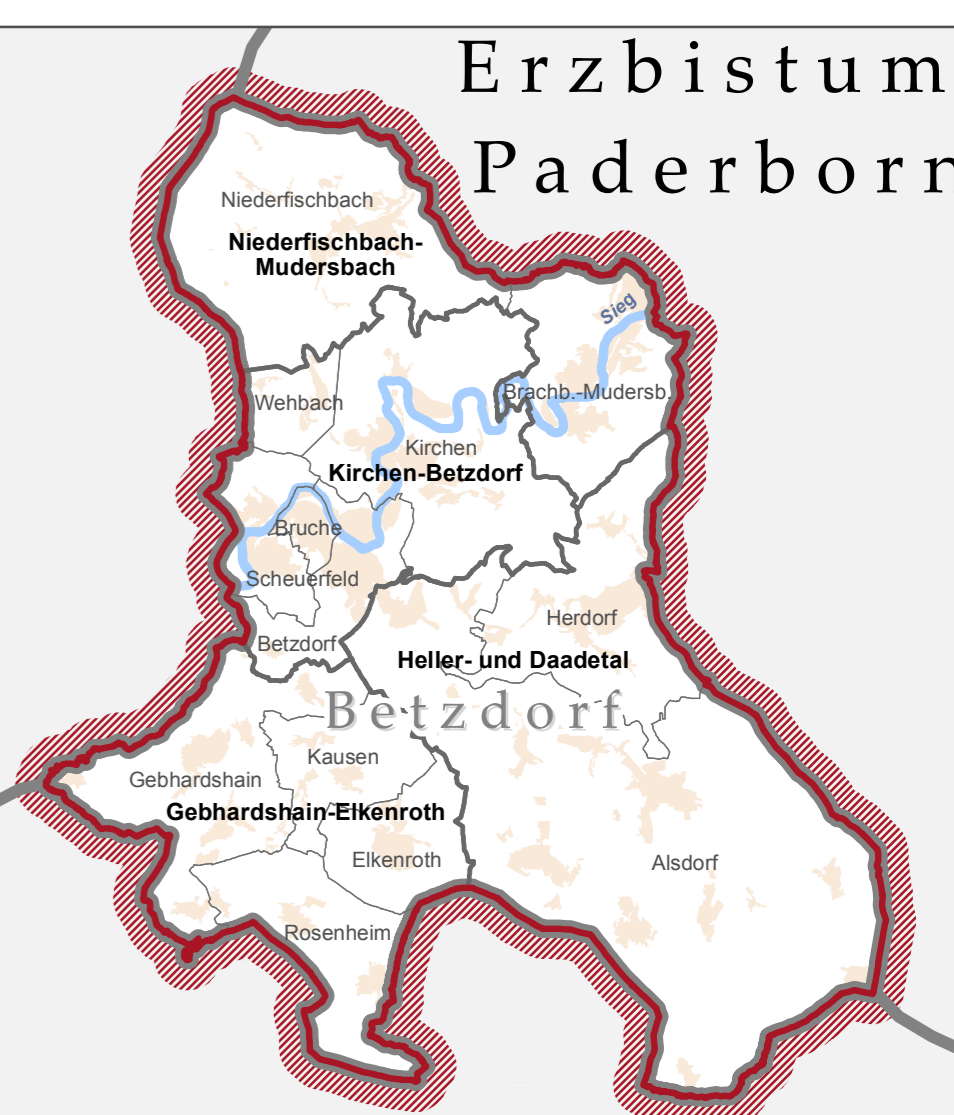 Erzbistum
Paderborn
Niederfischbach
Niederfischbach-
Mudersbach
Sieg
Wehbach
Brachb.-Mudersb.
Kirchen
Kirchen-Betzdorf
Bruche
Scheuerfeld
Herdorf
Betzdorf
Heller- und Daadetal
Betzdorf
Kausen
Gebhardshain
Gebhardshain-Elkenroth
Elkenroth
Alsdorf
Rosenheim